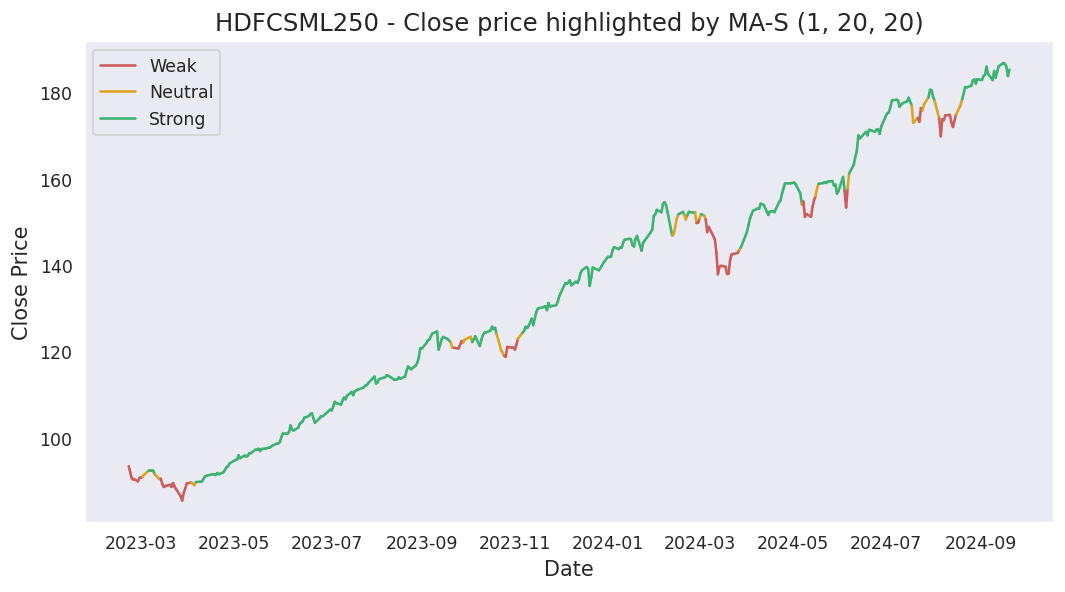 HDFCSML250 - Close price highlighted by MA-S (1, 20, 20)
Weak
Neutral
Strong
Close Price
180
160
140
120
100
2023-03 2023-05 2023-07 2023-09 2023-11 2024-01 2024-03 2024-05 2024-07 2024-09
Date